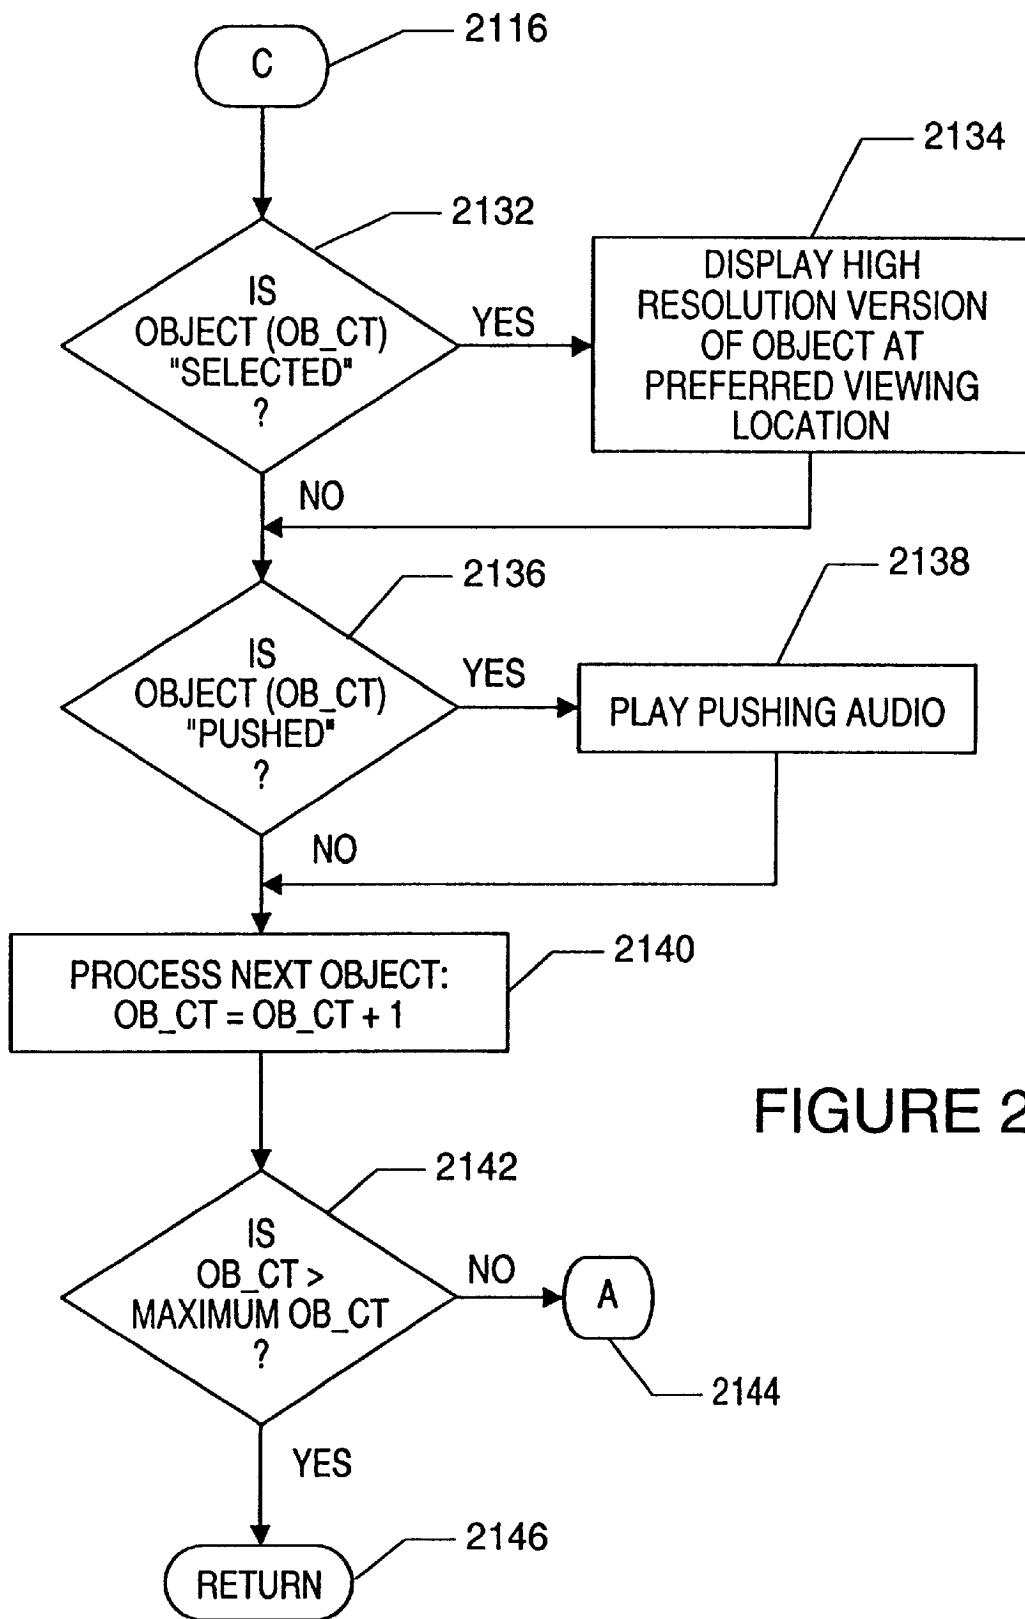 C
2116
2132
IS
OBJECT (OB_CT)
"SELECTED"
?
YES
2134
DISPLAY HIGH
RESOLUTION VERSION
OF OBJECT AT
PREFERRED VIEWING
LOCATION
NO
2136
IS
OBJECT (OB_CT)
"PUSHED"
?
YES
2138
PLAY PUSHING AUDIO
NO
PROCESS NEXT OBJECT:
OB_CT = OB_CT + 1
2140
FIGURE 2
2142
IS
OB_CT >
MAXIMUM OB_CT
?
NO
A
2144
YES
RETURN
2146